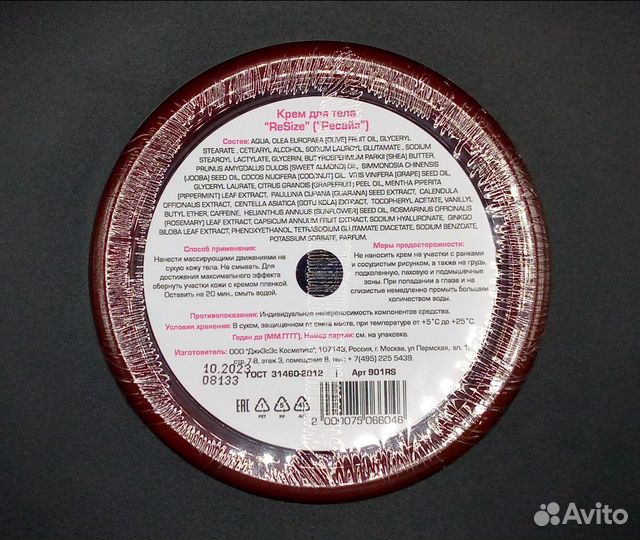 Крем для тела
"ReSize" ("Ресайз")
Состав: AQUA, OLEA EUROPAEA (OLIVE) FRUIT OIL, GLYCERYL
STEARATE , CETEARYL ALCOHOL, SODIUM LAUROYL GLUTAMATE , SODIUM
STEAROYL LACTYLATE, GLYCERIN, BUTYROSPERMUM PARKII (SHEA) BUTTER,
PRUNUS AMYGDALUS DULCIS (SWEET ALMOND) OIL, SIMMONDSIA CHINENSIS
(JOJOBA) SEED OIL, COCOS NUCIFERA (COCONUT) OIL, VITIS VINIFERA (GRAPE) SEED OIL,
GLYCERYL LAURATE, CITRUS GRANDIS (GRAPEFRUIT) PEEL OIL, MENTHA PIPERITA
(PEPPERMINT) LEAF EXTRACT, PAULLINIA CUPANA (GUARANA) SEED EXTRACT, CALENDULA
OFFICINALIS EXTRACT, CENTELLA ASIATICA (GOTU KOLA) EXTRACT, TOCOPHERYL ACETATE, VANILLYL
BUTYL ETHER, CAFFEINE, HELIANTHUS ANNUUS (SUNFLOWER) SEED OIL, ROSMARINUS OFFICINALIS
(ROSEMARY) LEAF EXTRACT, CAPSICUM ANNUUM FRUIT EXTRACT, SODIUM HYALURONATE, GINKGO
BILOBA LEAF EXTRACT, PHENOXYETHANOL, TETRASODIUM GLUTAMATE DIACETATE, SODIUM BENZOATE,
POTASSIUM SORBATE, PARFUM.
Способ применения:
Нанести массирующими движениями на
сухую кожу тела. Не смывать. Для
достижения максимального эффекта
обернуть участки кожи с кремом пленкой.
Оставить на 20 мин., смыть водой.
Меры предосторожности:
Не наносить крем на участки с ранками
и сосудистым рисунком, а также на грудь,
подколенную, паховую и подмышечные
зоны. При попадании в глаза и на
слизистые немедленно промыть большим
количеством воды.
Противопоказания: Индивидуальная непереносимость компонентов средства.
Условия хранения: В сухом, защищенном от света месте, при температуре от +5°С до +25°С.
Годен до (ММ.ГГГГ), Номер партии: см. на упаковке.
Изготовитель: ООО "ДжиЭсЭс Косметикс", 107143, Россия, г. Москва, ул Пермская, вл. 1,
стр. 7-8, этаж 3, помещение 8, тел.: +7(495) 225 5439.
10.2023
08133
ГОСТ 31460-2012
Арт 901RS
EAC
1
PET
5
PP
41
ALU
2 000075 066046
Avito